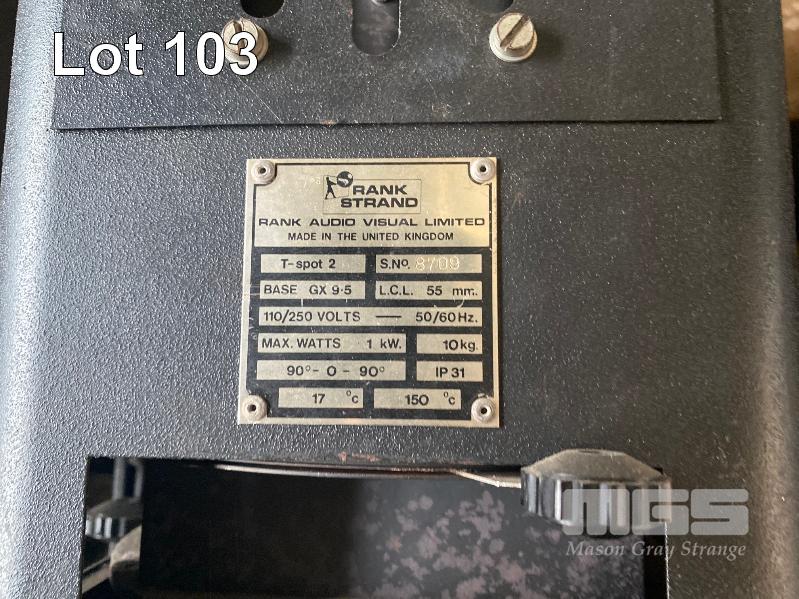 Lot 103
RANK
STRAND
RANK AUDIO VISUAL LIMITED
MADE IN THE UNITED KINGDOM
T-spot 2 S.Nº. 8709
BASE GX 9·5 L.C.L. 55 mm.
110/250 VOLTS — 50/60Hz.
MAX. WATTS 1 kW. 10kg.
90°- 0 - 90° IP 31
17 °c 150 °c
MGS
Mason Gray Strange